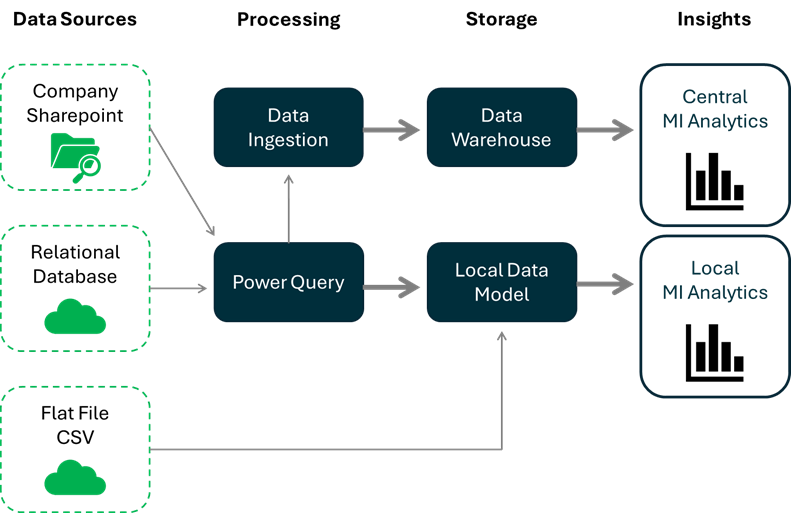 Data Sources
Processing
Storage
Insights
Company
Sharepoint
Data
Ingestion
Data
Warehouse
Central
MI Analytics
Relational
Database
Power Query
Local Data
Model
Local
MI Analytics
Flat File
CSV